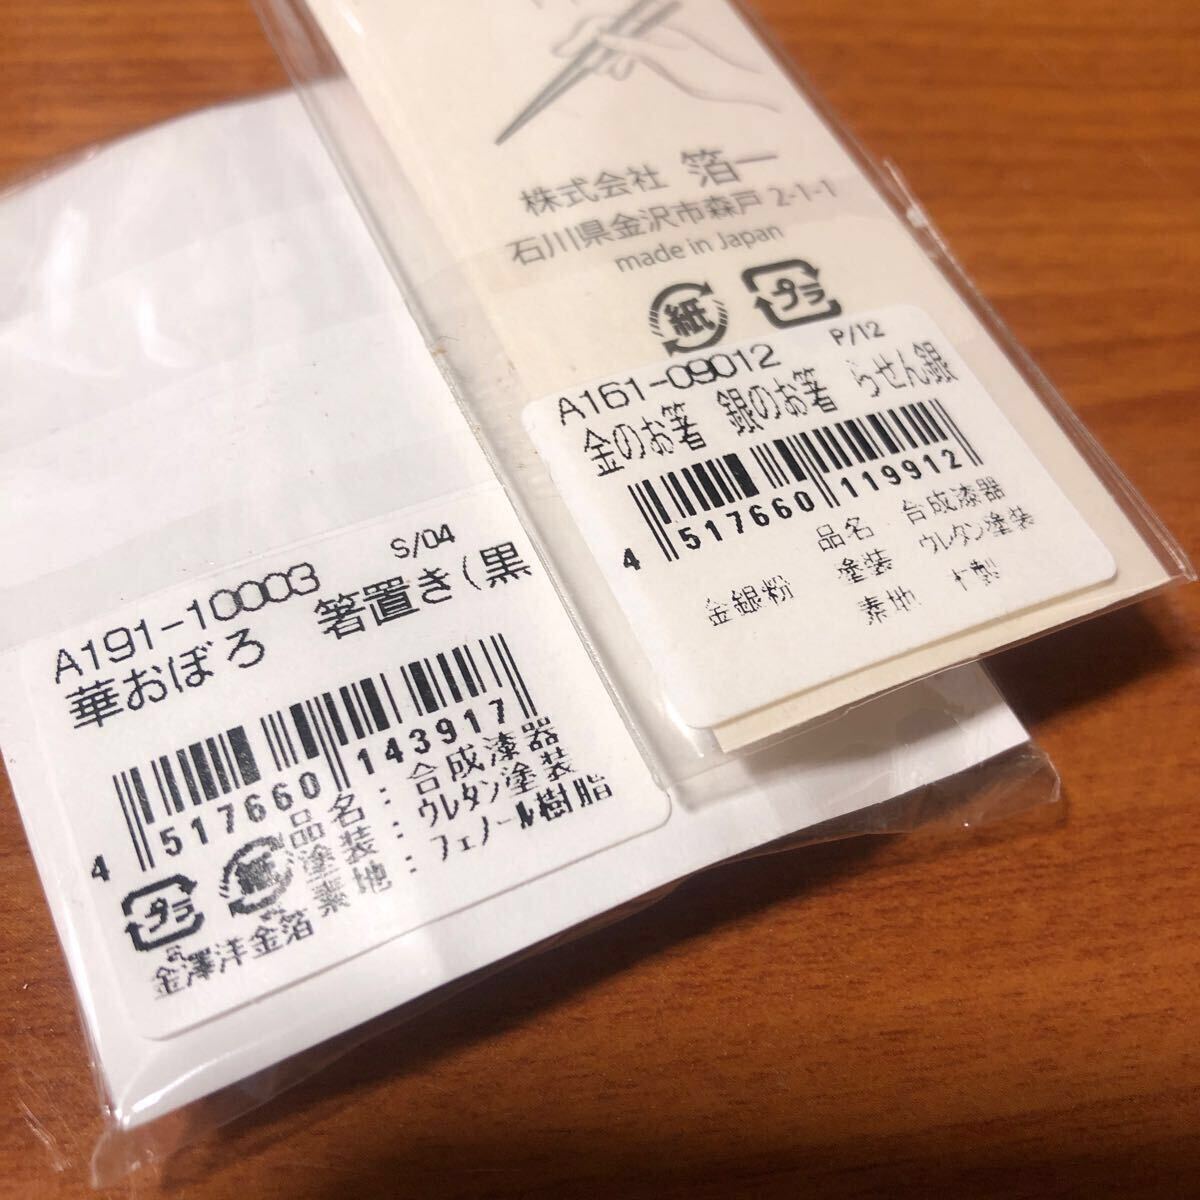 株式会社 箔一
石川県金沢市森戸 2-1-1
made in Japan
紙
プラ
P/12
A161-09012
金のお箸 銀のお箸 らせん銀
4 517660 119912
品名 合成漆器
塗装 ウレタン塗装
金銀粉 素地 木製
S/04
A191-10003
華おぼろ 箸置き(黒
4 517660 143917
品名:合成漆器
塗装:ウレタン塗装
素地:フェノール樹脂
プラ
紙
金澤洋金箔